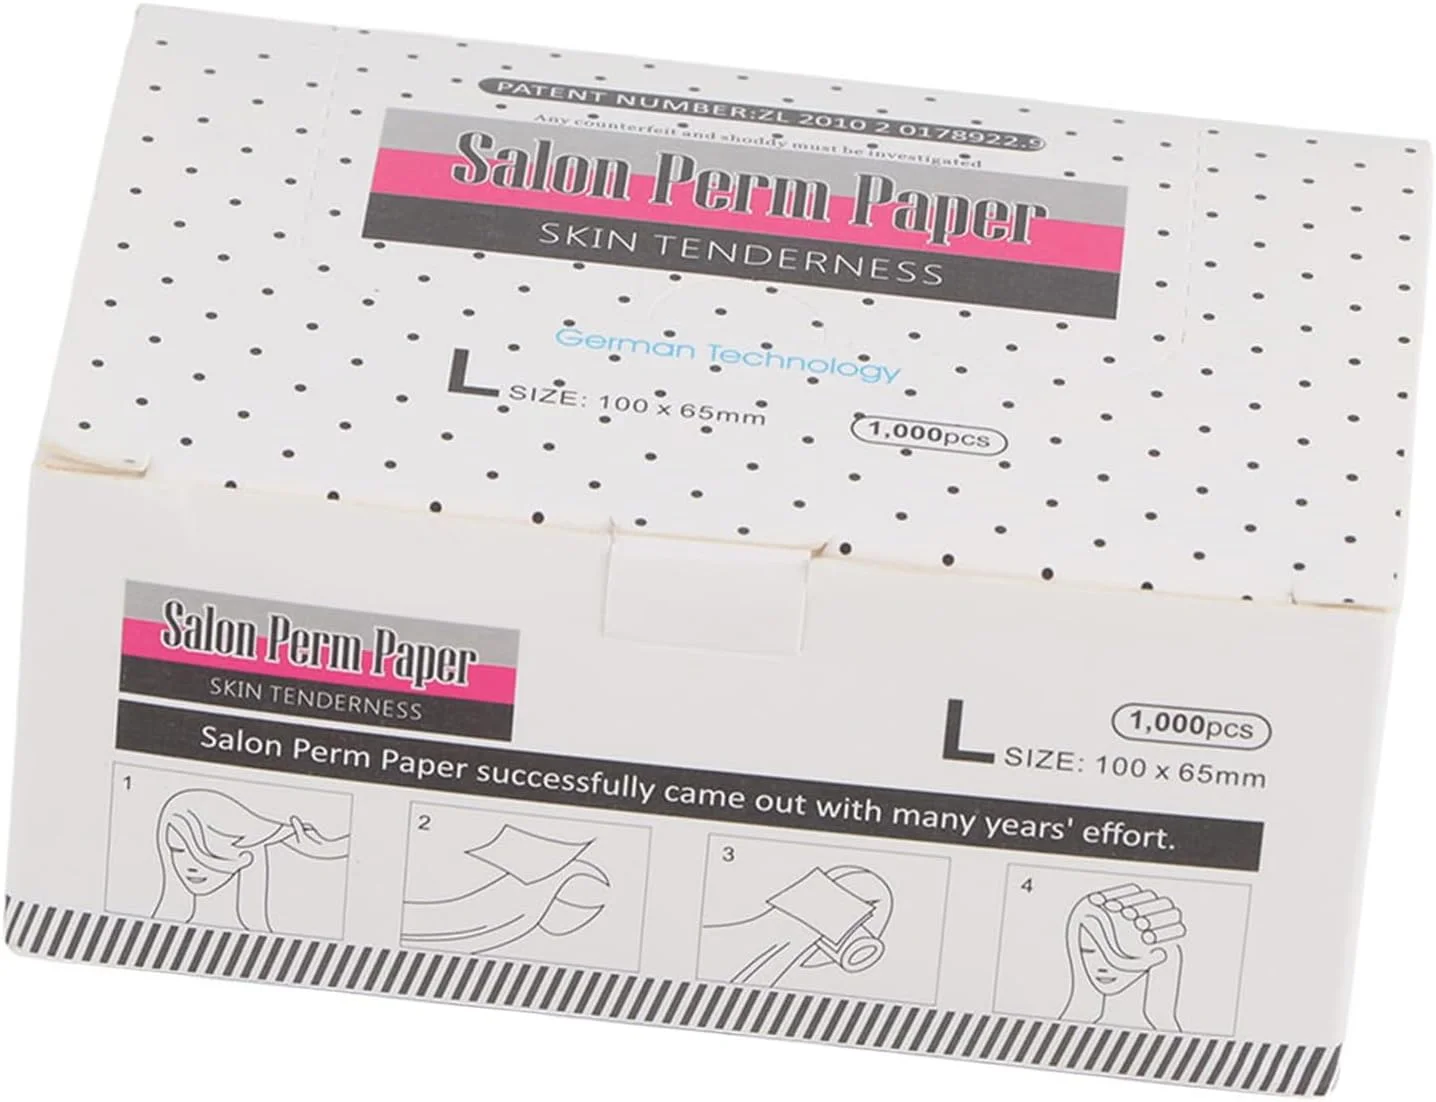 PATENT NUMBER:ZL 2010 2 0178922.9
Any counterfeit and shoddy must be investigated
Salon Perm Paper
SKIN TENDERNESS
German Technology
L SIZE: 100 x 65mm
1,000pcs
Salon Perm Paper
SKIN TENDERNESS
L SIZE: 100 x 65mm
1,000pcs
Salon Perm Paper successfully came out with many years' effort.
1
2
3
4